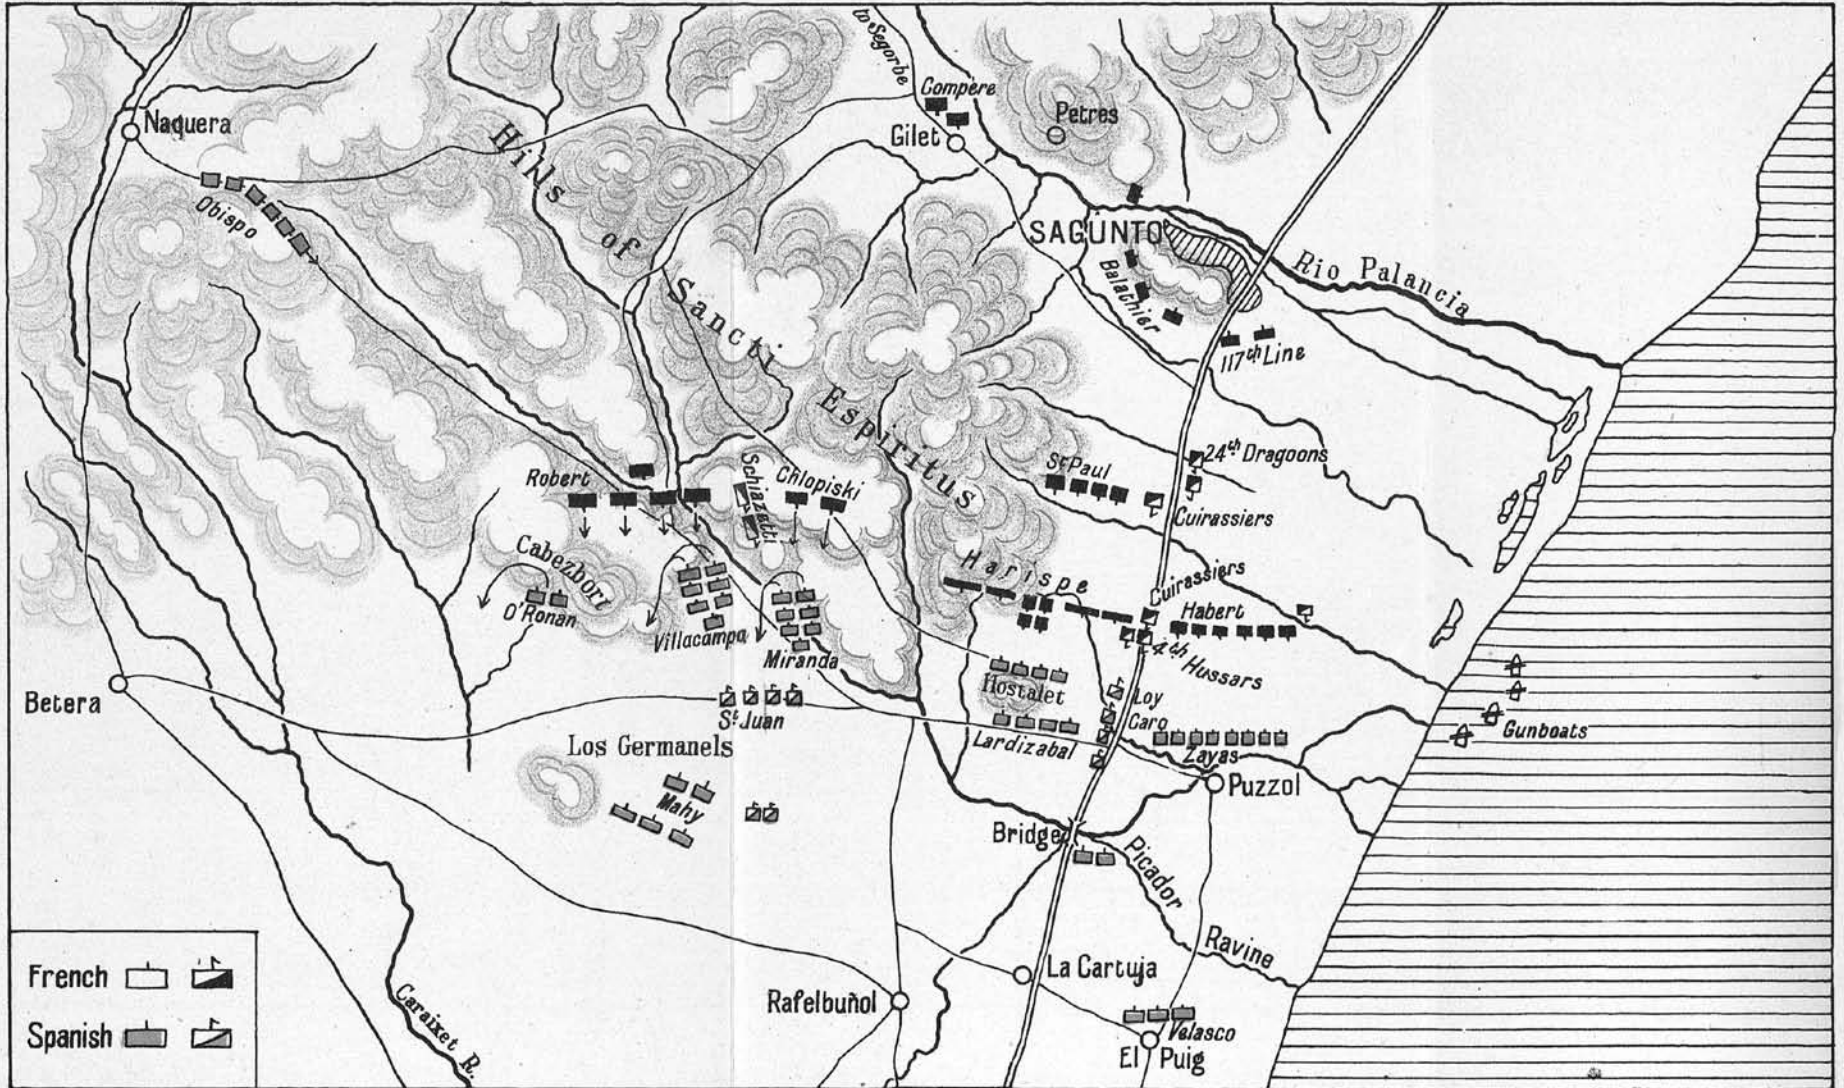 to Segorbe
Compère
Naquera
Gilet
Petres
Hills
of
Sancti
Espiritus
Obispo
SAGUNTO
Rio Palancia
Balathier
117th Line
Robert
Schiazatti
Chlopiski
St Paul
24th Dragoons
Cuirassiers
Cabezbort
O'Ronan
Villacampa
Miranda
Harispe
Cuirassiers
Habert
4th Hussars
Betera
St Juan
Hostalet
Loy
Caro
Lardizabal
Zayas
Gunboats
Los Germanels
Mahy
Puzzol
Bridge
Picador
Ravine
French
Spanish
Caraixet R.
Rafelbuñol
La Cartuja
Velasco
El Puig